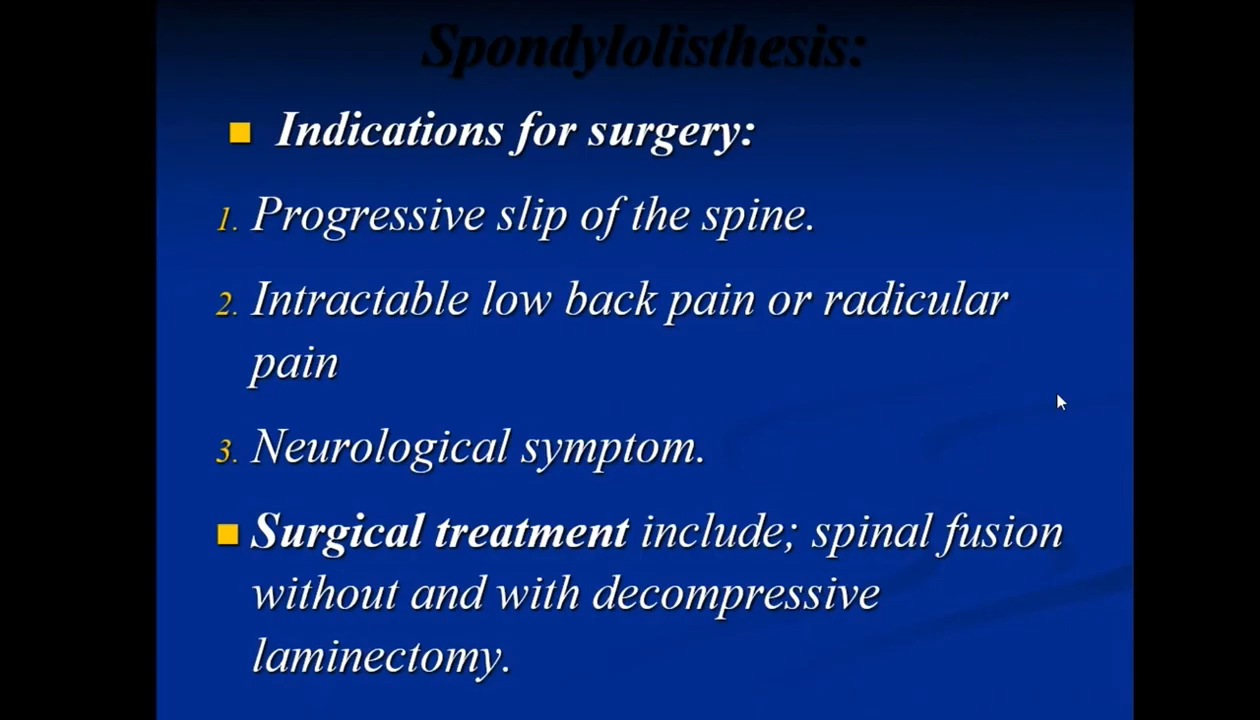 Spondylolisthesis:
Indications for surgery:
1. Progressive slip of the spine.
2. Intractable low back pain or radicular
pain
3. Neurological symptom.
Surgical treatment include; spinal fusion
without and with decompressive
laminectomy.